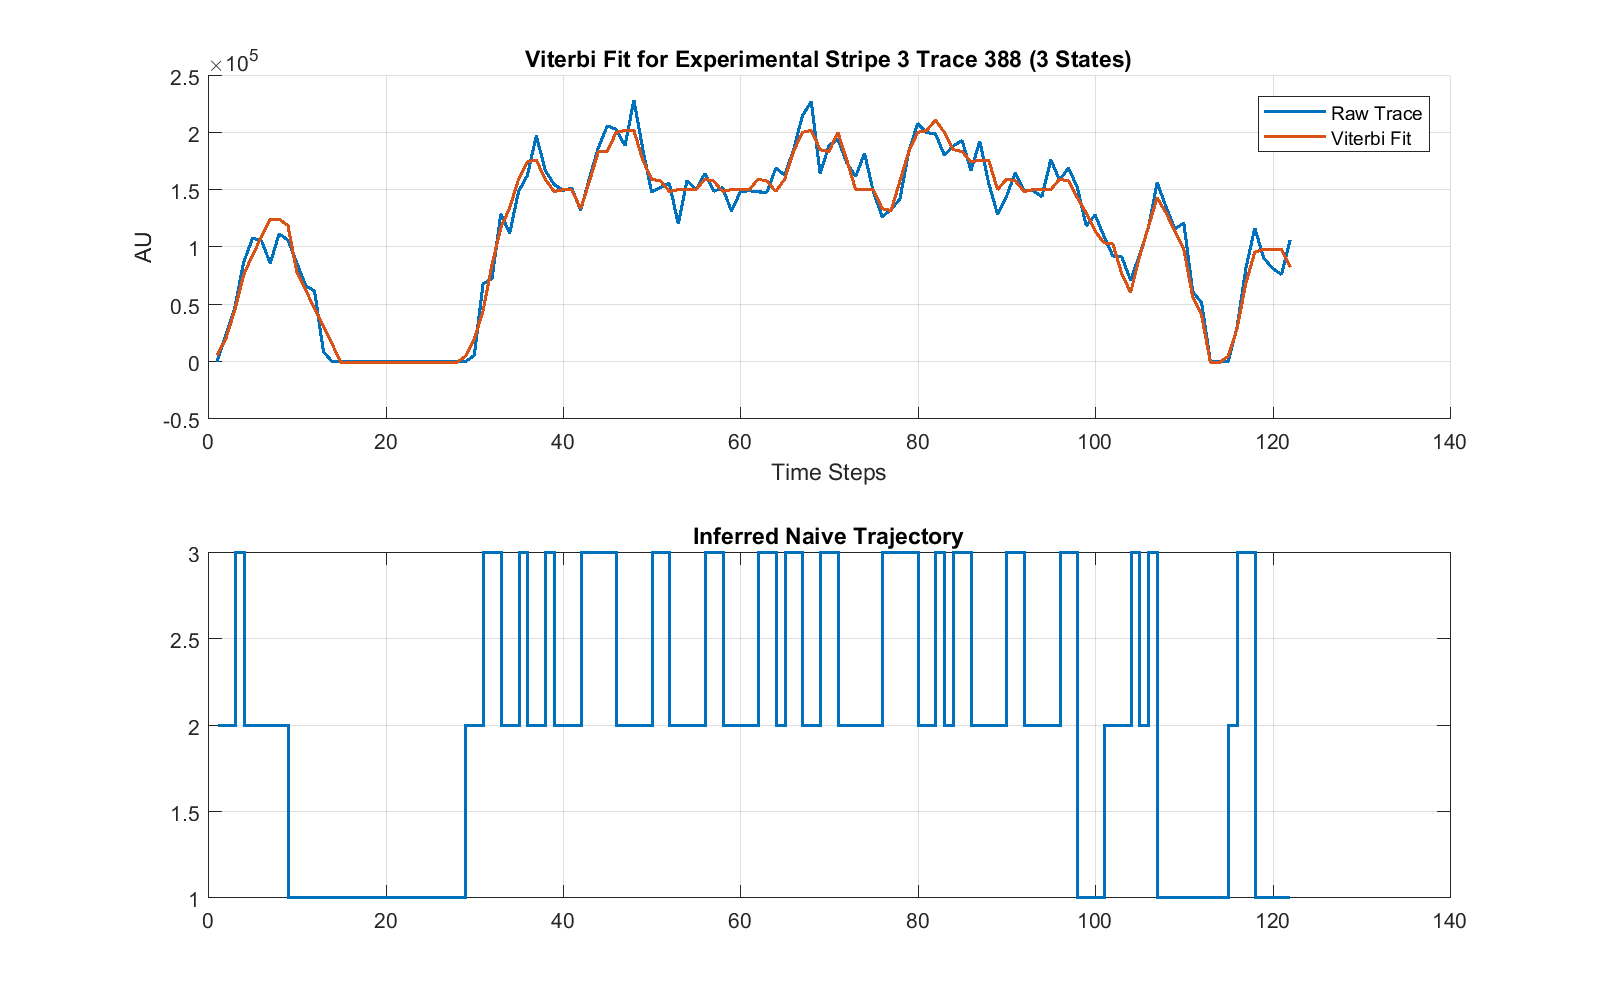 Viterbi Fit for Experimental Stripe 3 Trace 388 (3 States)
×10^5
2.5
2
1.5
1
0.5
0
-0.5
AU
Raw Trace
Viterbi Fit
0 20 40 60 80 100 120 140
Time Steps
Inferred Naive Trajectory
3
2.5
2
1.5
1
0 20 40 60 80 100 120 140